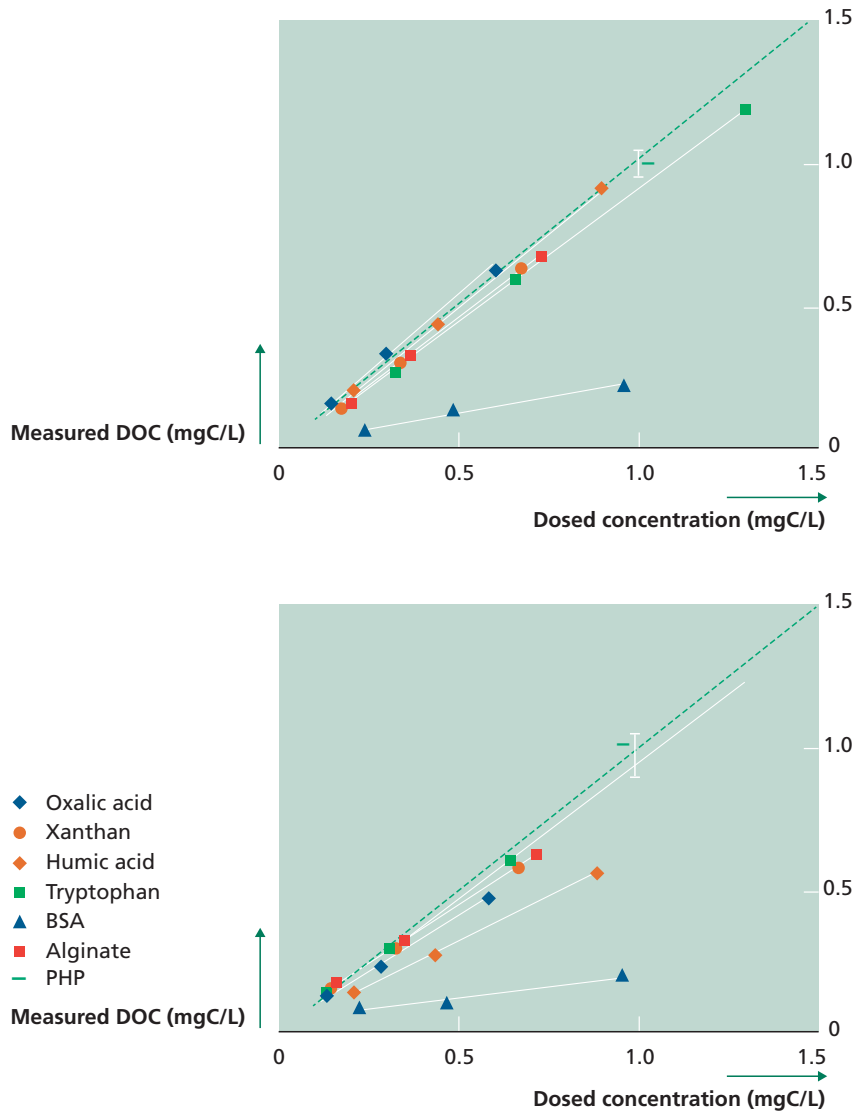 1.5
1.0
0.5
0
Measured DOC (mgC/L)
0 0.5 1.0 1.5
Dosed concentration (mgC/L)
1.5
1.0
0.5
0
Oxalic acid
Xanthan
Humic acid
Tryptophan
BSA
Alginate
PHP
Measured DOC (mgC/L)
0 0.5 1.0 1.5
Dosed concentration (mgC/L)